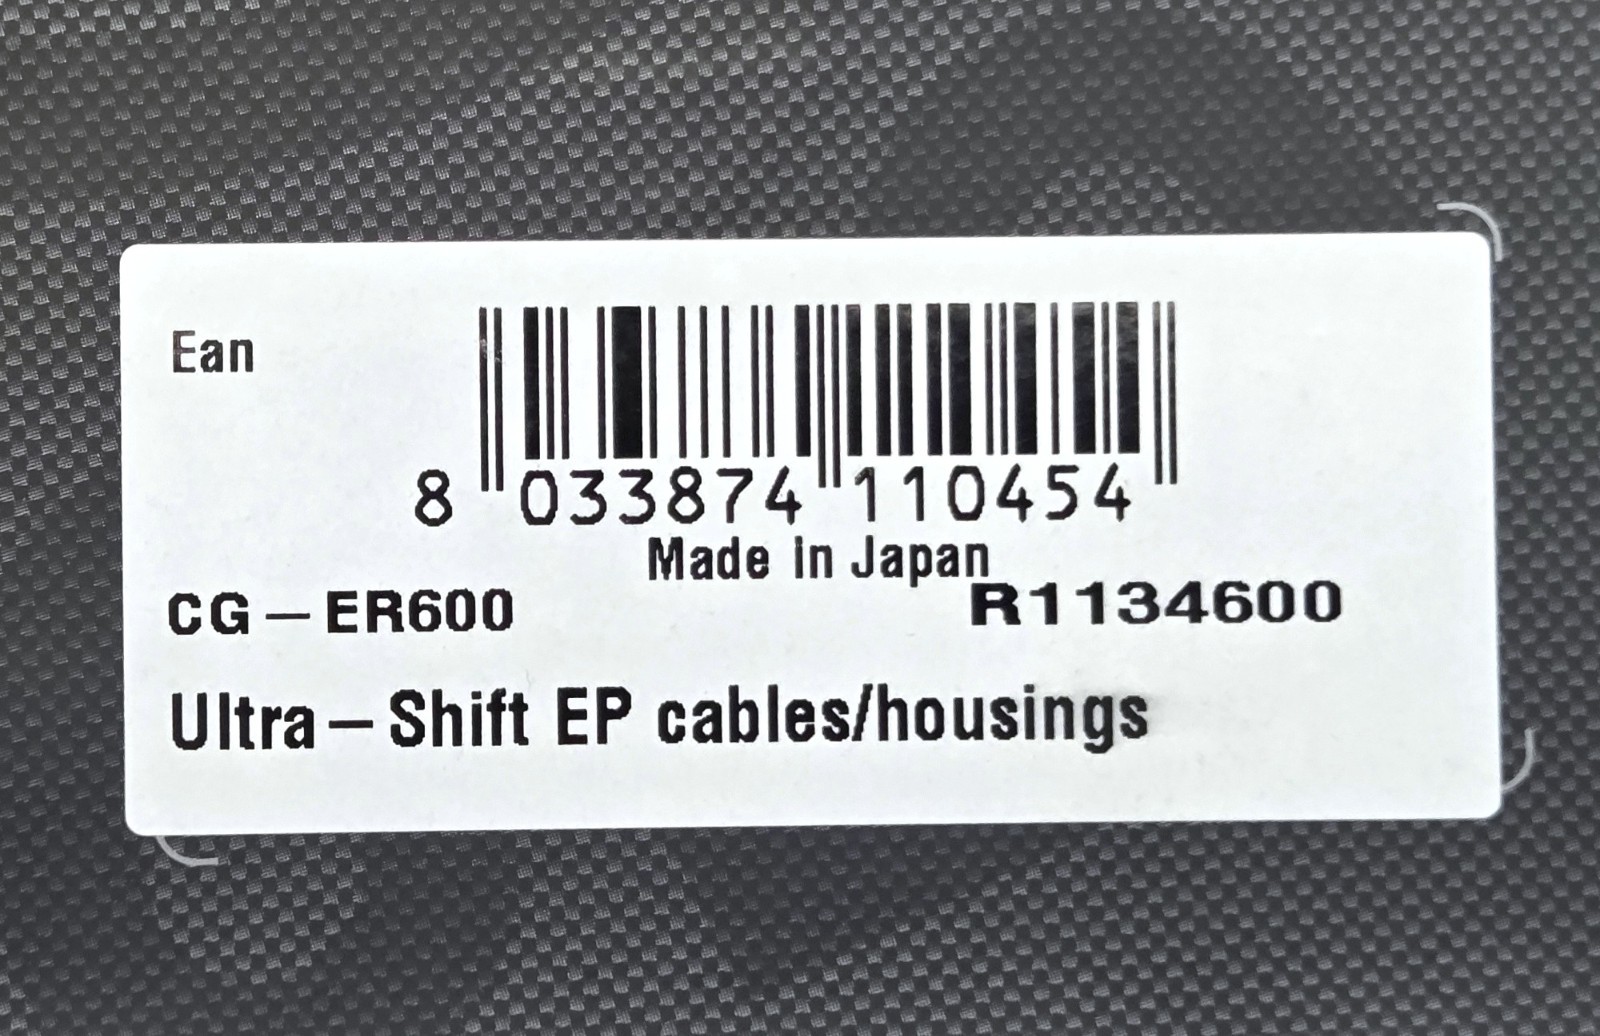 Ean
8 033874 110454
Made in Japan
CG-ER600 R1134600
Ultra-Shift EP cables/housings